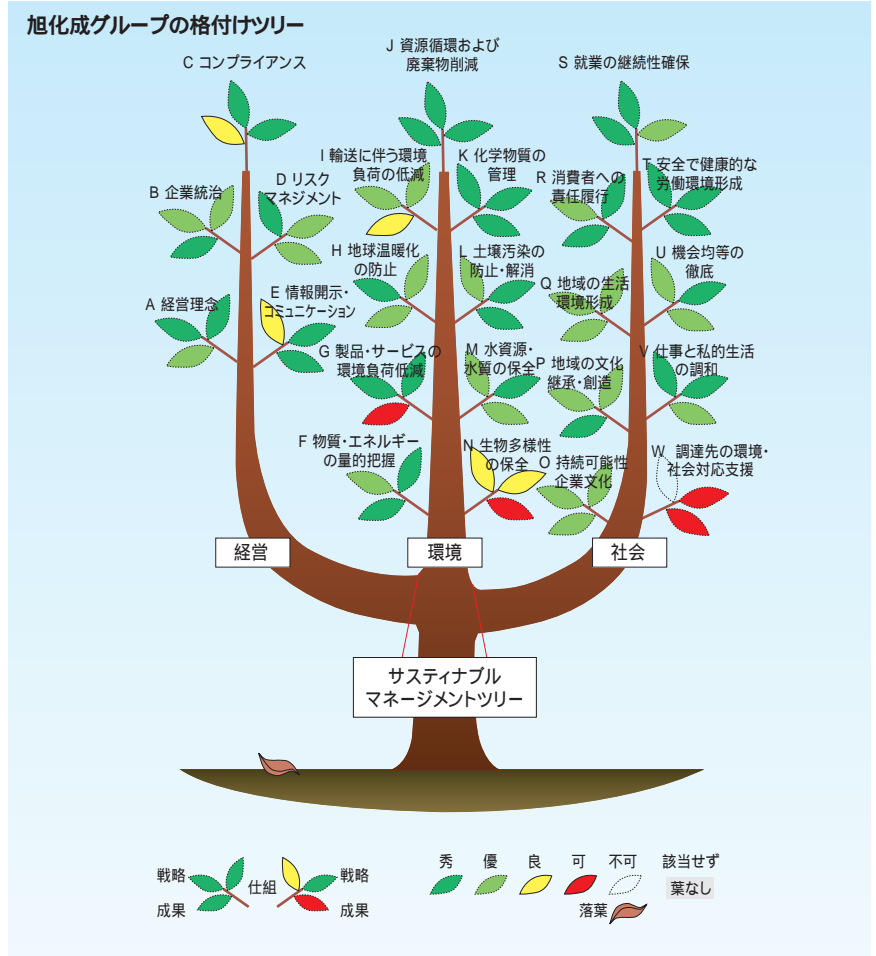 旭化成グループの格付けツリー
C コンプライアンス
J 資源循環および
廃棄物削減
S 就業の継続性確保
B 企業統治
D リスク
マネジメント
I 輸送に伴う環境
負荷の低減
K 化学物質の
管理
R 消費者への
責任履行
T 安全で健康的な
労働環境形成
A 経営理念
E 情報開示・
コミュニケーション
H 地球温暖化
の防止
L 土壌汚染の
防止・解消
Q 地域の生活
環境形成
U 機会均等の
徹底
G 製品・サービスの
環境負荷低減
M 水資源・
水質の保全
P 地域の文化
継承・創造
V 仕事と私的生活
の調和
F 物質・エネルギー
の量的把握
N 生物多様性
の保全
O 持続可能性
企業文化
W 調達先の環境・
社会対応支援
経営
環境
社会
サスティナブル
マネージメントツリー
戦略
仕組
戦略
成果
成果
秀 優 良 可 不可 該当せず
葉なし
落葉